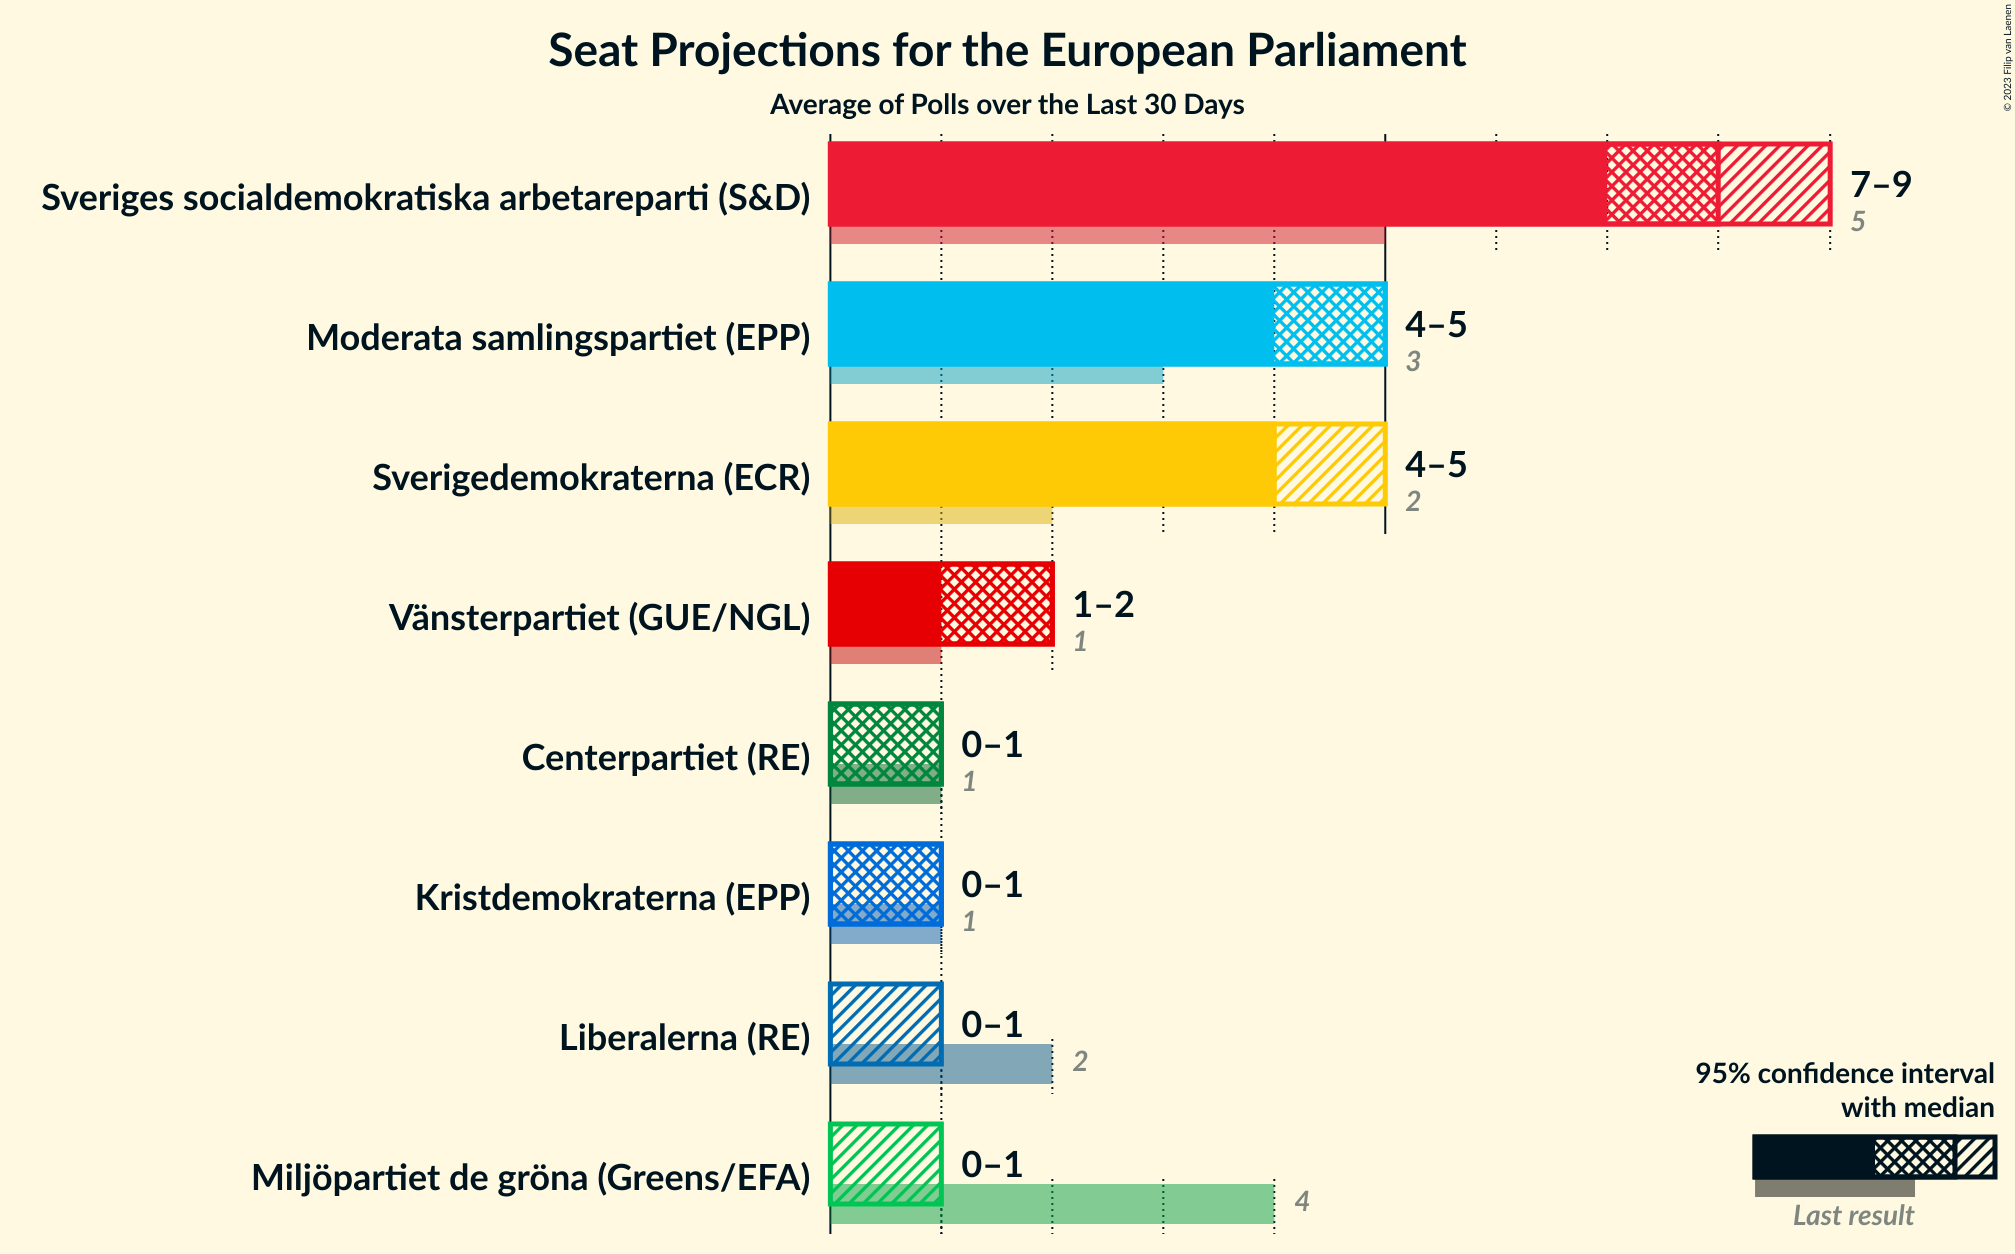 Seat Projections for the European Parliament
Average of Polls over the Last 30 Days
© 2023 Filip van Laenen
Sveriges socialdemokratiska arbetareparti (S&D)
7–9
5
Moderata samlingspartiet (EPP)
4–5
3
Sverigedemokraterna (ECR)
4–5
2
Vänsterpartiet (GUE/NGL)
1–2
1
Centerpartiet (RE)
0–1
1
Kristdemokraterna (EPP)
0–1
1
Liberalerna (RE)
0–1
2
Miljöpartiet de gröna (Greens/EFA)
0–1
4
95% confidence interval
with median
Last result